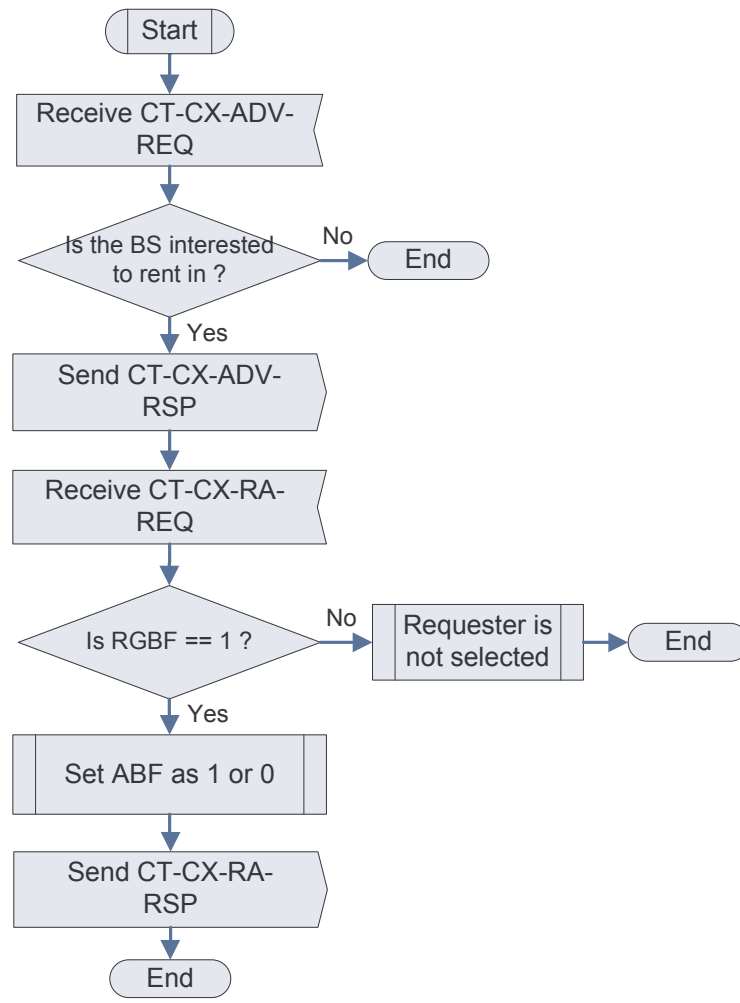 Start
Receive CT-CX-ADV-
REQ
Is the BS interested
to rent in ?
No
End
Yes
Send CT-CX-ADV-
RSP
Receive CT-CX-RA-
REQ
Is RGBF == 1 ?
No
Requester is
not selected
End
Yes
Set ABF as 1 or 0
Send CT-CX-RA-
RSP
End